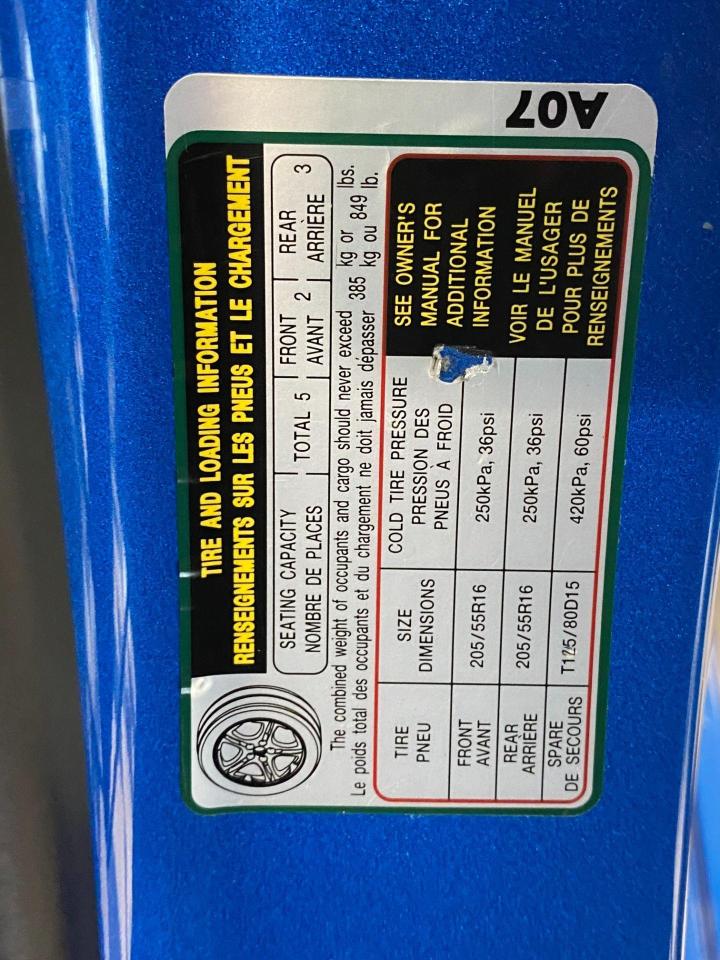 A07
TIRE AND LOADING INFORMATION
RENSEIGNEMENTS SUR LES PNEUS ET LE CHARGEMENT
SEATING CAPACITY
NOMBRE DE PLACES
TOTAL 5
FRONT
AVANT 2
REAR
ARRIÈRE 3
The combined weight of occupants and cargo should never exceed 385 kg or lbs.
Le poids total des occupants et du chargement ne doit jamais dépasser kg ou 849 lb.
TIRE
PNEU
SIZE
DIMENSIONS
COLD TIRE PRESSURE
PRESSION DES
PNEUS À FROID
SEE OWNER'S
MANUAL FOR
ADDITIONAL
INFORMATION
VOIR LE MANUEL
DE L'USAGER
POUR PLUS DE
RENSEIGNEMENTS
FRONT
AVANT
205/55R16
250kPa, 36psi
REAR
ARRIÈRE
205/55R16
250kPa, 36psi
SPARE
DE SECOURS
T125/80D15
420kPa, 60psi